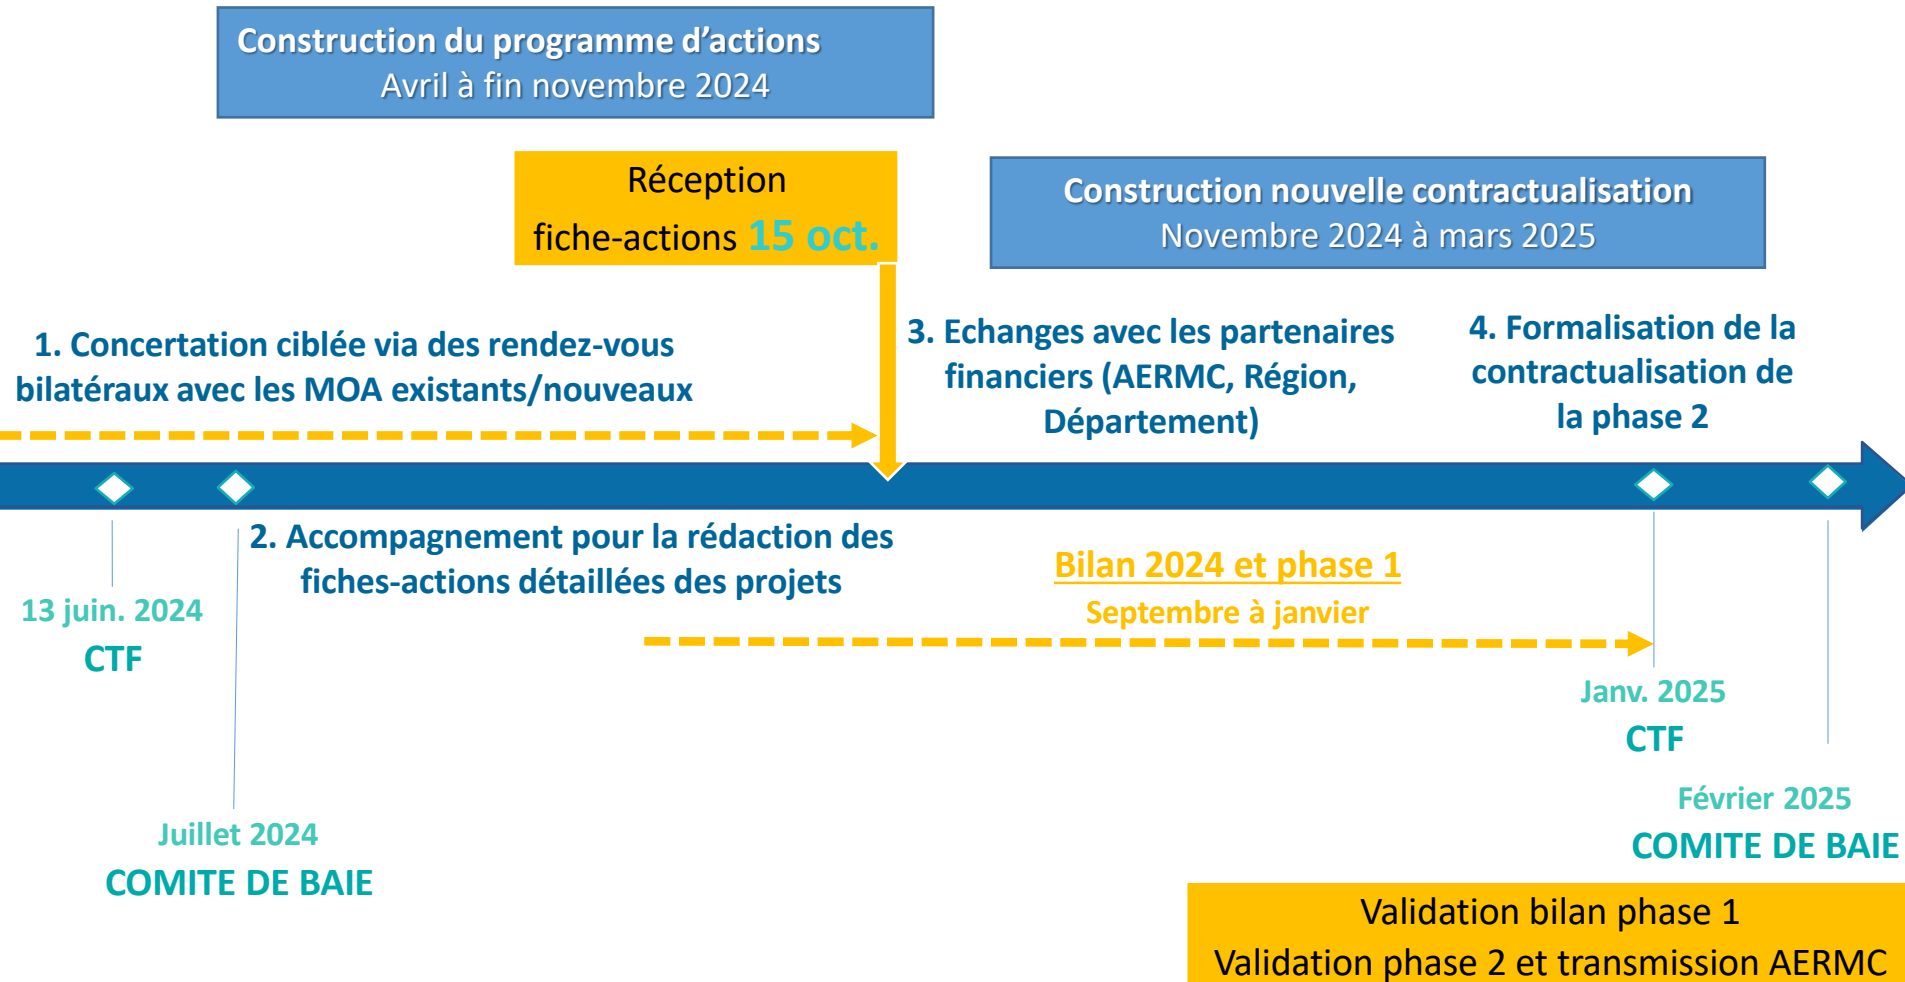 Construction du programme d’actions
Avril à fin novembre 2024
Réception
fiche-actions 15 oct.
Construction nouvelle contractualisation
Novembre 2024 à mars 2025
1. Concertation ciblée via des rendez-vous
bilatéraux avec les MOA existants/nouveaux
3. Echanges avec les partenaires
financiers (AERMC, Région,
Département)
4. Formalisation de la
contractualisation de
la phase 2
2. Accompagnement pour la rédaction des
fiches-actions détaillées des projets
Bilan 2024 et phase 1
Septembre à janvier
13 juin. 2024
CTF
Juillet 2024
COMITE DE BAIE
Janv. 2025
CTF
Février 2025
COMITE DE BAIE
Validation bilan phase 1
Validation phase 2 et transmission AERMC